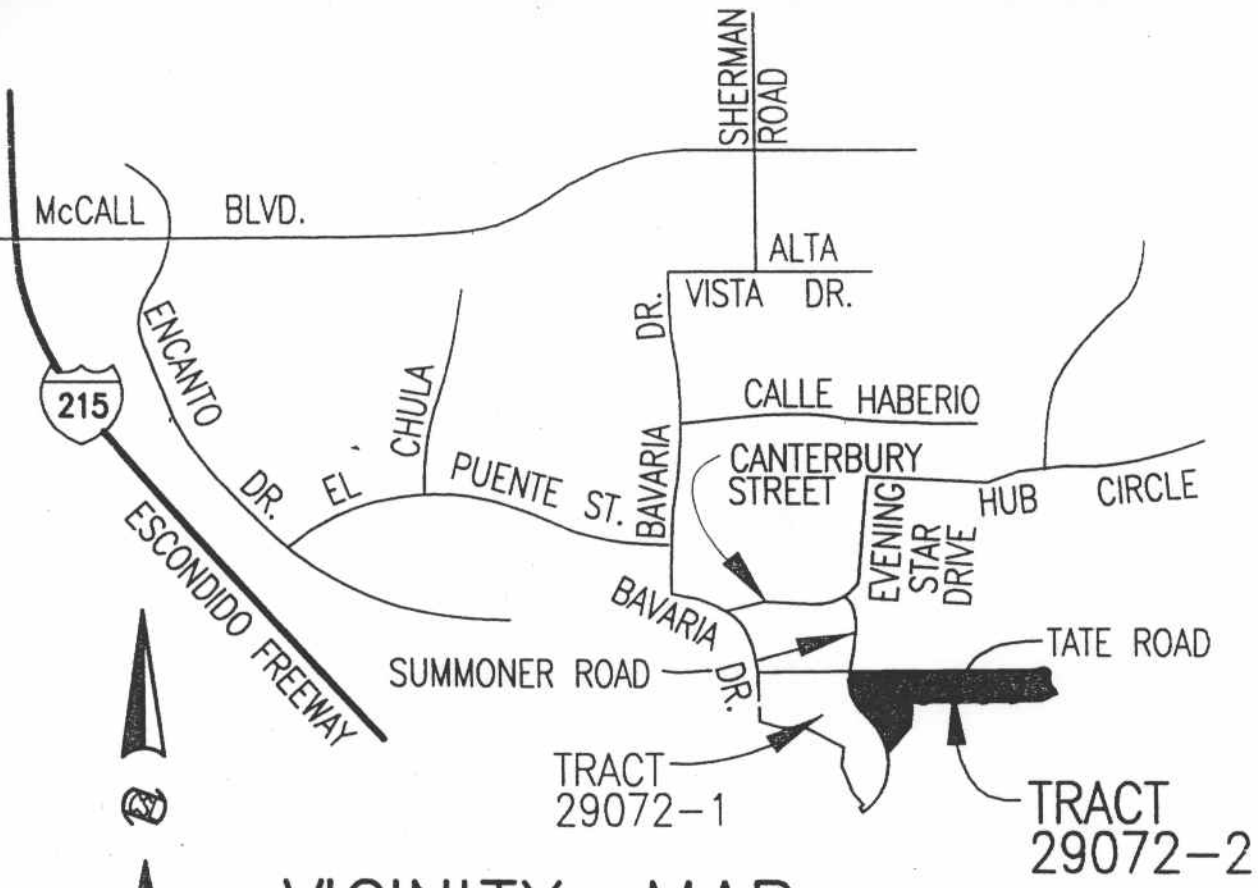 SHERMAN
ROAD
McCALL BLVD.
ALTA
VISTA DR.
ENCANTO
DR.
215
CHULA
CALLE HABERIO
EL
PUENTE ST.
BAVARIA
DR.
CANTERBURY
STREET
HUB CIRCLE
EVENING
STAR
DRIVE
ESCONDIDO FREEWAY
BAVARIA
DR.
SUMMONER ROAD
TATE ROAD
TRACT
29072-1
TRACT
29072-2
VICINITY MAP